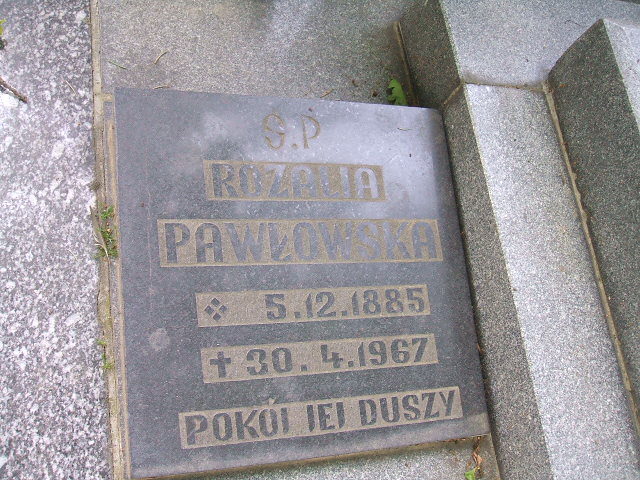 Ś.P
ROZALIA
PAWŁOWSKA
❖ 5.12.1885
✝ 30.4.1967
POKÓJ JEJ DUSZY